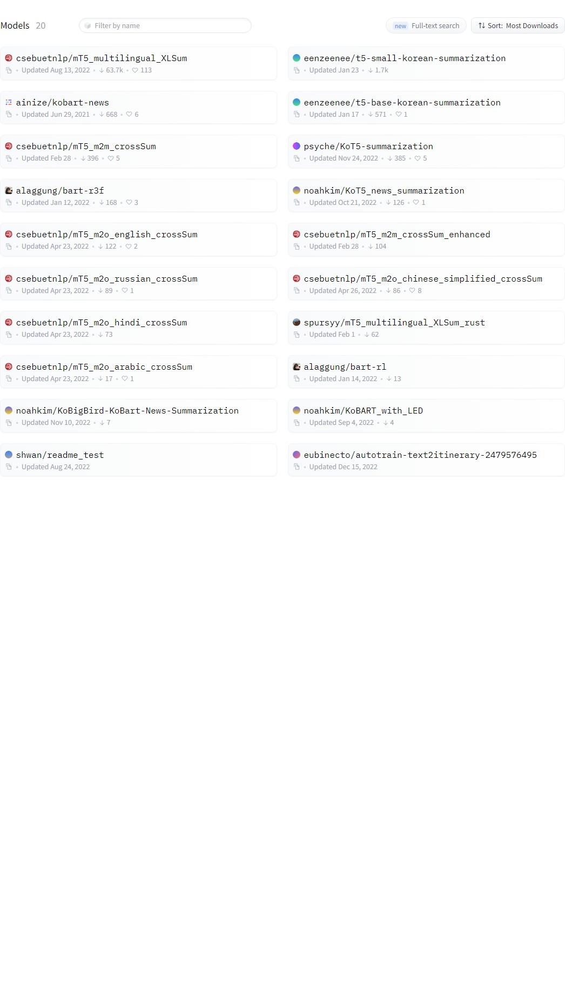 Models 20
Filter by name
new Full-text search
Sort: Most Downloads
csebuetnlp/mT5_multilingual_XLSum
Updated Aug 13, 2022 • ↓ 63.7k • ♡ 113
eenzeenee/t5-small-korean-summarization
Updated Jan 23 • ↓ 1.7k
ainize/kobart-news
Updated Jun 29, 2021 • ↓ 668 • ♡ 6
eenzeenee/t5-base-korean-summarization
Updated Jan 17 • ↓ 571 • ♡ 1
csebuetnlp/mT5_m2m_crossSum
Updated Feb 28 • ↓ 396 • ♡ 5
psyche/KoT5-summarization
Updated Nov 24, 2022 • ↓ 385 • ♡ 5
alaggung/bart-r3f
Updated Jan 12, 2022 • ↓ 168 • ♡ 3
noahkim/KoT5_news_summarization
Updated Oct 21, 2022 • ↓ 126 • ♡ 1
csebuetnlp/mT5_m2o_english_crossSum
Updated Apr 23, 2022 • ↓ 122 • ♡ 2
csebuetnlp/mT5_m2m_crossSum_enhanced
Updated Feb 28 • ↓ 104
csebuetnlp/mT5_m2o_russian_crossSum
Updated Apr 23, 2022 • ↓ 89 • ♡ 1
csebuetnlp/mT5_m2o_chinese_simplified_crossSum
Updated Apr 26, 2022 • ↓ 86 • ♡ 8
csebuetnlp/mT5_m2o_hindi_crossSum
Updated Apr 23, 2022 • ↓ 73
spursyy/mT5_multilingual_XLSum_rust
Updated Feb 1 • ↓ 62
csebuetnlp/mT5_m2o_arabic_crossSum
Updated Apr 23, 2022 • ↓ 17 • ♡ 1
alaggung/bart-rl
Updated Jan 14, 2022 • ↓ 13
noahkim/KoBigBird-KoBart-News-Summarization
Updated Nov 10, 2022 • ↓ 7
noahkim/KoBART_with_LED
Updated Sep 4, 2022 • ↓ 4
shwan/readme_test
Updated Aug 24, 2022
eubinecto/autotrain-text2itinerary-2479576495
Updated Dec 15, 2022